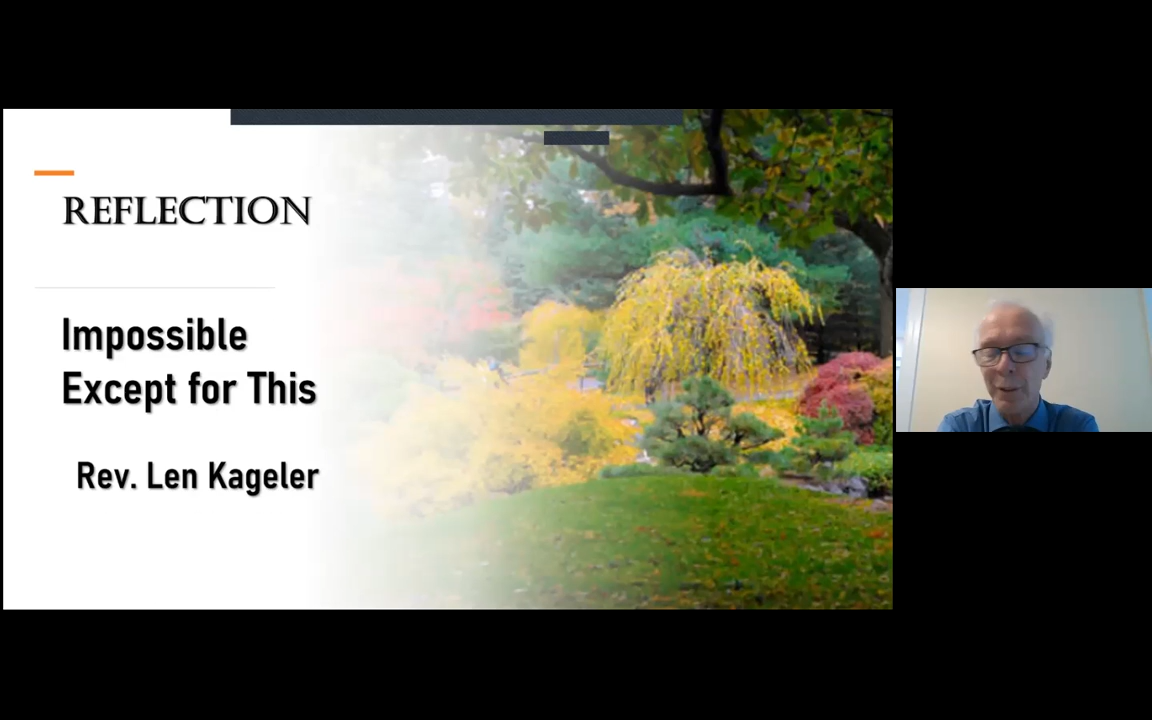 REFLECTION
Impossible
Except for This
Rev. Len Kageler